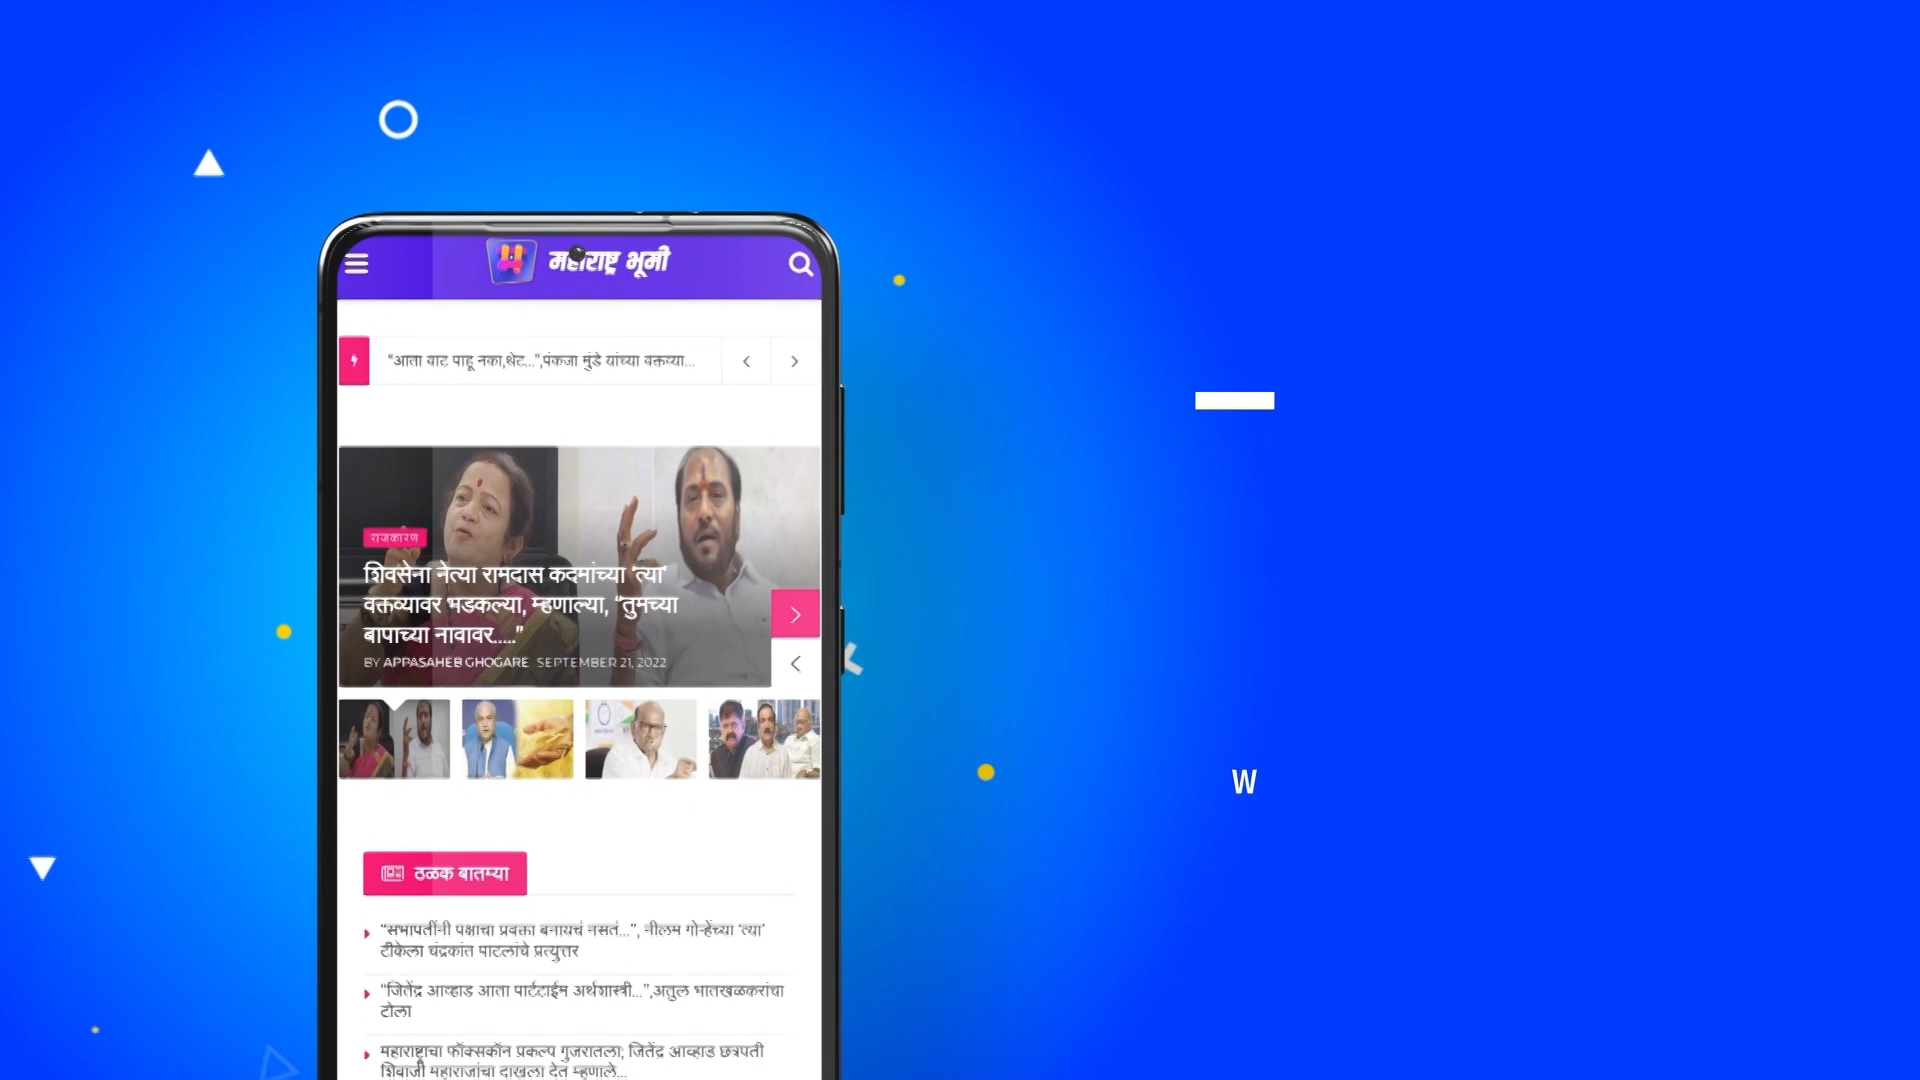 महाराष्ट्र भूमी
“आता वाट पाहू नका,थेट...”,पंकजा मुंडे यांच्या वक्तव्या...
राजकारण
शिवसेना नेत्या रामदास कदमांच्या ‘त्या’
वक्तव्यावर भडकल्या, म्हणाल्या, “तुमच्या
बापाच्या नावावर.....”
BY APPASAHEB GHOGARE SEPTEMBER 21, 2022
ठळक बातम्या
“सभापतींनी पक्षाचा प्रवक्ता बनायचं नसतं...”, नीलम गोऱ्हेंच्या ‘त्या’
टीकेला चंद्रकांत पाटलांचे प्रत्युत्तर
“जितेंद्र आव्हाड आता पार्टटाईम अर्थशास्त्री...”,अतुल भातखळकरांचा
टोला
महाराष्ट्राचा फॉक्सकॉन प्रकल्प गुजरातला; जितेंद्र आव्हाड छत्रपती
शिवाजी महाराजांचा दाखला देत म्हणाले...
W